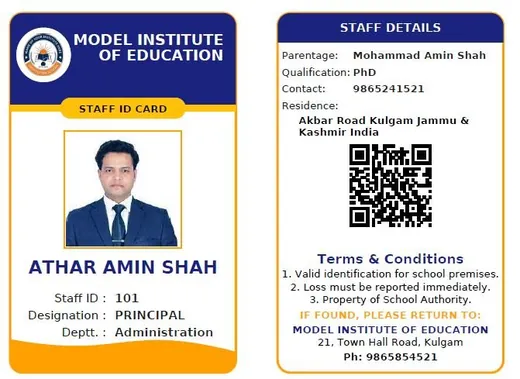 MODEL INSTITUTE
OF EDUCATION
STAFF ID CARD
ATHAR AMIN SHAH
Staff ID : 101
Designation : PRINCIPAL
Deptt. : Administration
STAFF DETAILS
Parentage: Mohammad Amin Shah
Qualification: PhD
Contact: 9865241521
Residence:
Akbar Road Kulgam Jammu &
Kashmir India
Terms & Conditions
1. Valid identification for school premises.
2. Loss must be reported immediately.
3. Property of School Authority.
IF FOUND, PLEASE RETURN TO:
MODEL INSTITUTE OF EDUCATION
21, Town Hall Road, Kulgam
Ph: 9865854521